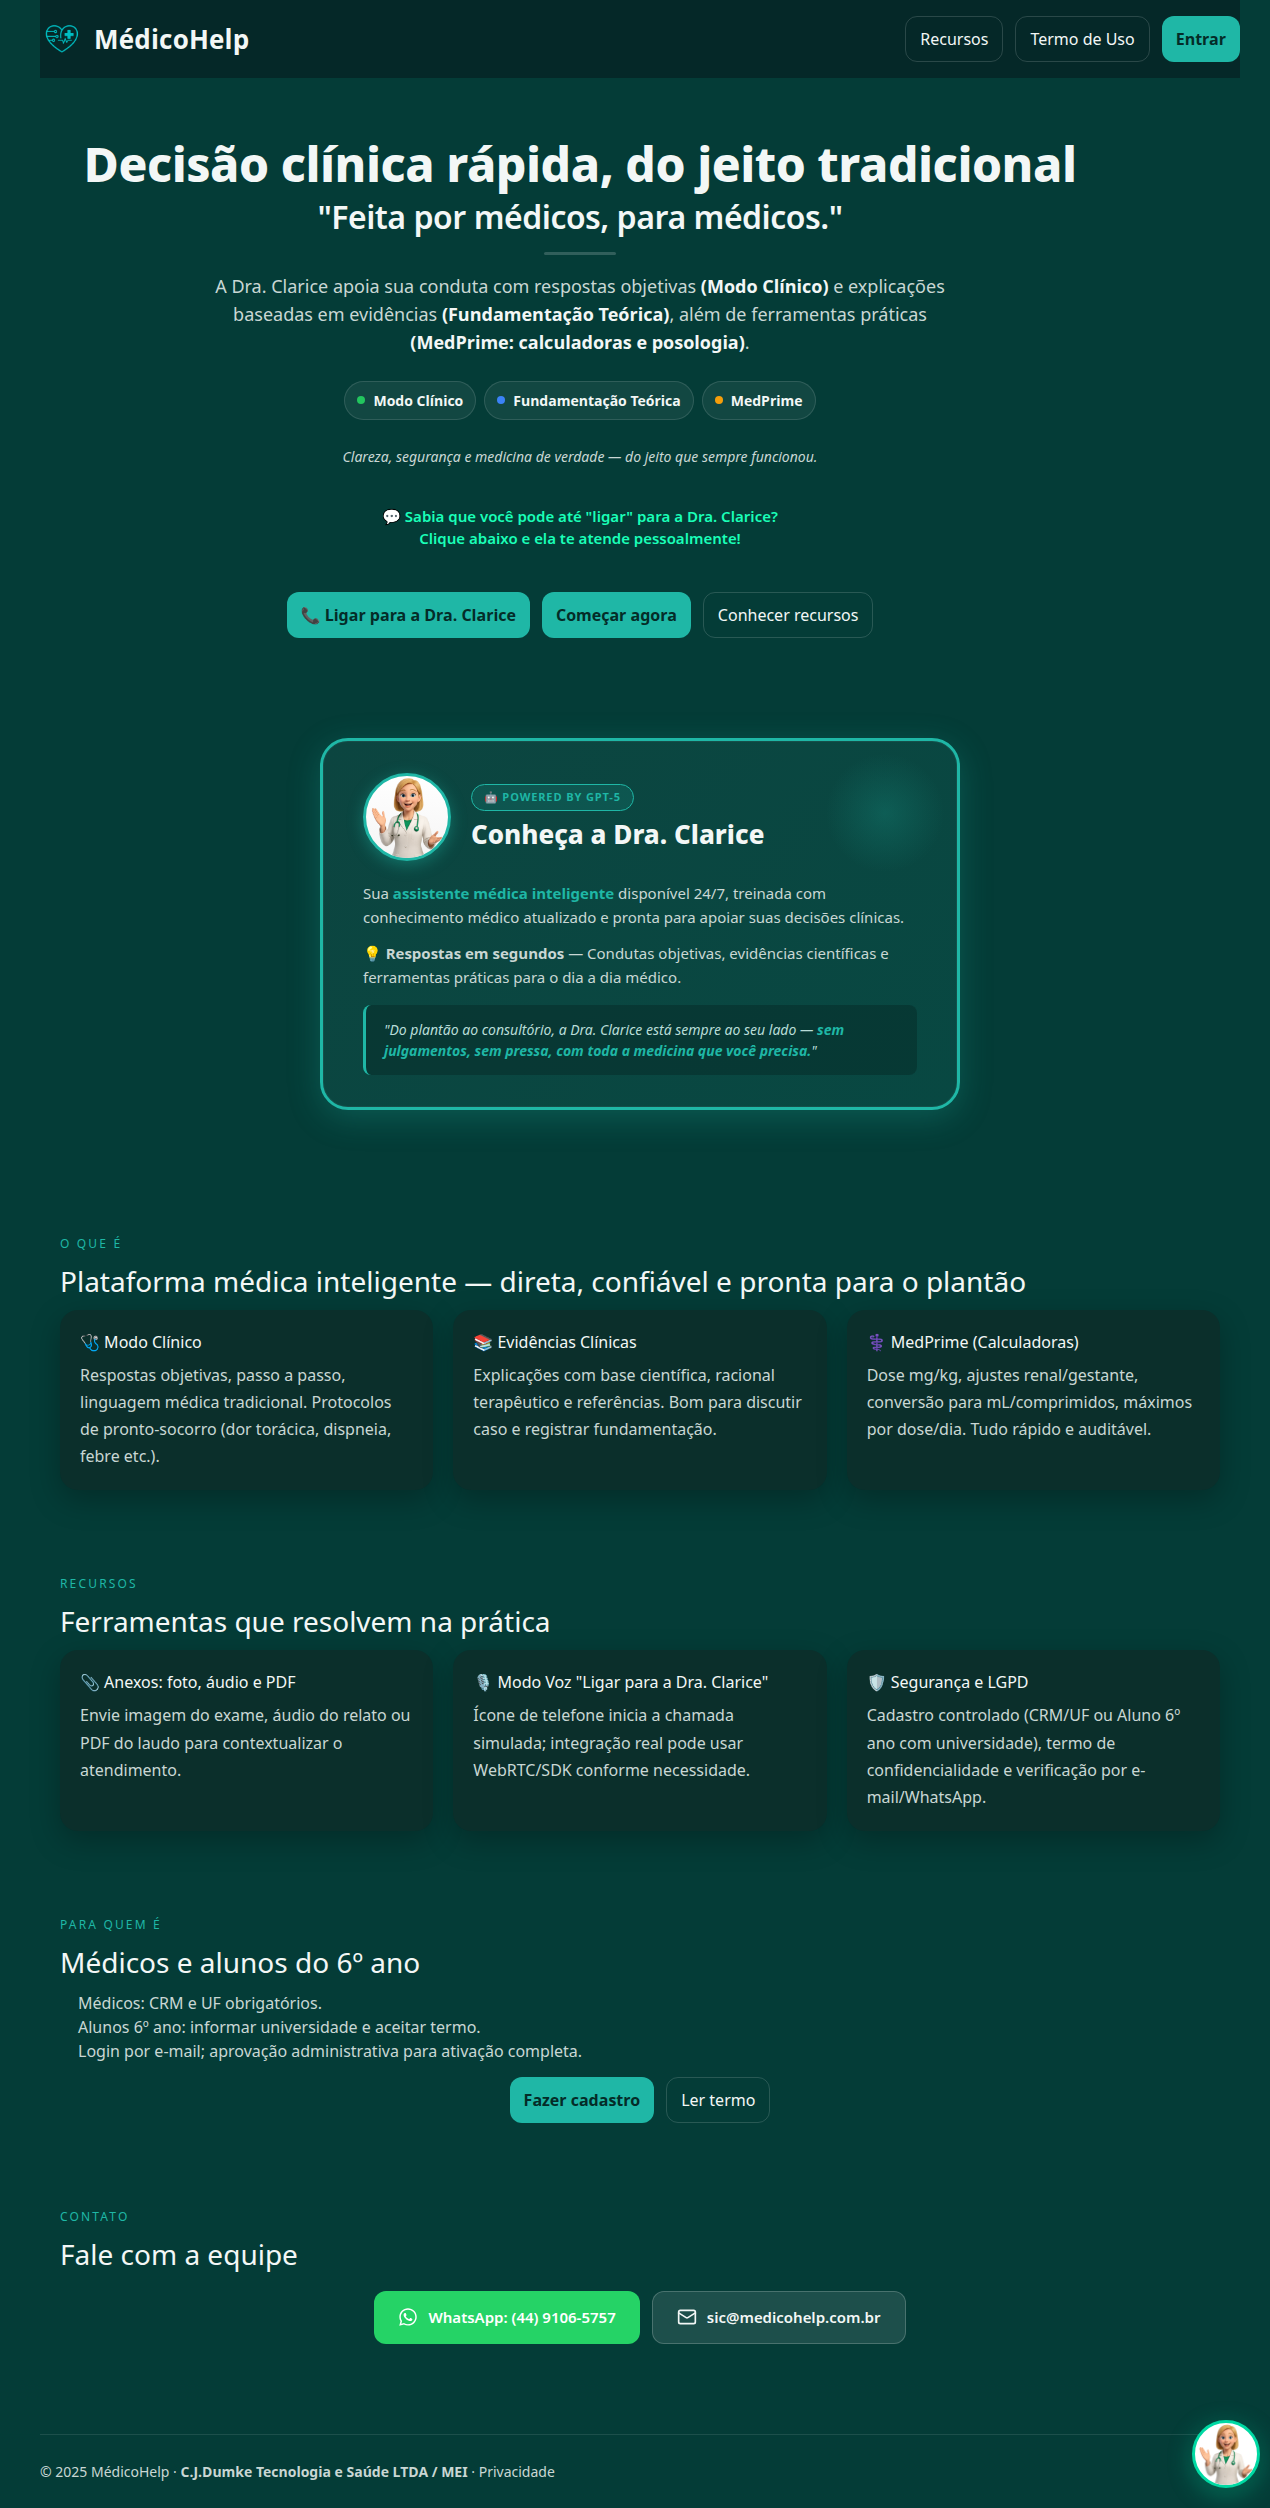 MédicoHelp
Recursos
Termo de Uso
Entrar
Decisão clínica rápida, do jeito tradicional
"Feita por médicos, para médicos."
A Dra. Clarice apoia sua conduta com respostas objetivas (Modo Clínico) e explicações
baseadas em evidências (Fundamentação Teórica), além de ferramentas práticas
(MedPrime: calculadoras e posologia).
Modo Clínico
Fundamentação Teórica
MedPrime
Clareza, segurança e medicina de verdade — do jeito que sempre funcionou.
💬 Sabia que você pode até "ligar" para a Dra. Clarice?
Clique abaixo e ela te atende pessoalmente!
📞 Ligar para a Dra. Clarice
Começar agora
Conhecer recursos
🤖 POWERED BY GPT-5
Conheça a Dra. Clarice
Sua assistente médica inteligente disponível 24/7, treinada com
conhecimento médico atualizado e pronta para apoiar suas decisões clínicas.
💡 Respostas em segundos — Condutas objetivas, evidências científicas e
ferramentas práticas para o dia a dia médico.
"Do plantão ao consultório, a Dra. Clarice está sempre ao seu lado — sem
julgamentos, sem pressa, com toda a medicina que você precisa."
O QUE É
Plataforma médica inteligente — direta, confiável e pronta para o plantão
🩺 Modo Clínico
Respostas objetivas, passo a passo,
linguagem médica tradicional. Protocolos
de pronto-socorro (dor torácica, dispneia,
febre etc.).
📚 Evidências Clínicas
Explicações com base científica, racional
terapêutico e referências. Bom para discutir
caso e registrar fundamentação.
⚕️ MedPrime (Calculadoras)
Dose mg/kg, ajustes renal/gestante,
conversão para mL/comprimidos, máximos
por dose/dia. Tudo rápido e auditável.
RECURSOS
Ferramentas que resolvem na prática
📎 Anexos: foto, áudio e PDF
Envie imagem do exame, áudio do relato ou
PDF do laudo para contextualizar o
atendimento.
🎙️ Modo Voz "Ligar para a Dra. Clarice"
Ícone de telefone inicia a chamada
simulada; integração real pode usar
WebRTC/SDK conforme necessidade.
🛡️ Segurança e LGPD
Cadastro controlado (CRM/UF ou Aluno 6º
ano com universidade), termo de
confidencialidade e verificação por e-
mail/WhatsApp.
PARA QUEM É
Médicos e alunos do 6º ano
Médicos: CRM e UF obrigatórios.
Alunos 6º ano: informar universidade e aceitar termo.
Login por e-mail; aprovação administrativa para ativação completa.
Fazer cadastro
Ler termo
CONTATO
Fale com a equipe
WhatsApp: (44) 9106-5757
sic@medicohelp.com.br
© 2025 MédicoHelp · C.J.Dumke Tecnologia e Saúde LTDA / MEI · Privacidade